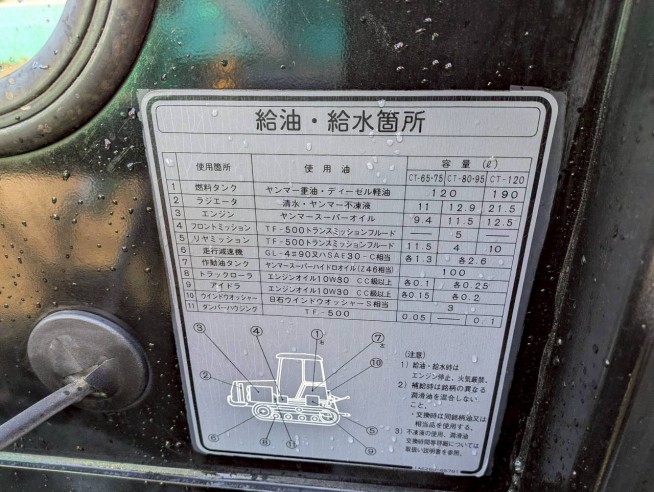 給油・給水箇所
使用箇所 使用油 容量 (ℓ)
CT-65・75 CT-80・95 CT-120
1 燃料タンク ヤンマー重油・ディーゼル軽油 120 190
2 ラジエータ 清水・ヤンマー不凍液 11 12.9 21.5
3 エンジン ヤンマースーパーオイル 9.4 11.5 12.5
4 フロントミッション TF-500トランスミッションフルード — 5 —
5 リヤミッション TF-500トランスミッションフルード 11.5 4 10
6 走行減速機 GL-4#90又ハSAE30-C相当 各1.3 各2.6
7 作動油タンク ヤンマースーパーハイドロオイル(Z46相当) 100
8 トラックローラ エンジンオイル10W30 CC級以上 各0.1 各0.25
9 アイドラ エンジンオイル10W30 CC級以上 各0.15 各0.2
10 ウインドウオッシャー 日石ウインドウオッシャーS相当 3
11 ダンパーハウジング TF-500 0.05 — 0.1
③ ④ ① ⑦
② ⑩
⑥ ⑧ ⑪ ⑤ ⑨
(注意)
1) 給油・給水時は
エンジン停止、火気厳禁、
2) 補給時は銘柄の異なる
潤滑油を混合しない
こと、
・交換時は同銘柄油又は
相当品を使用する。
3) 不凍液の使用、潤滑油
交換時間等詳細については
取扱い説明書を参照。